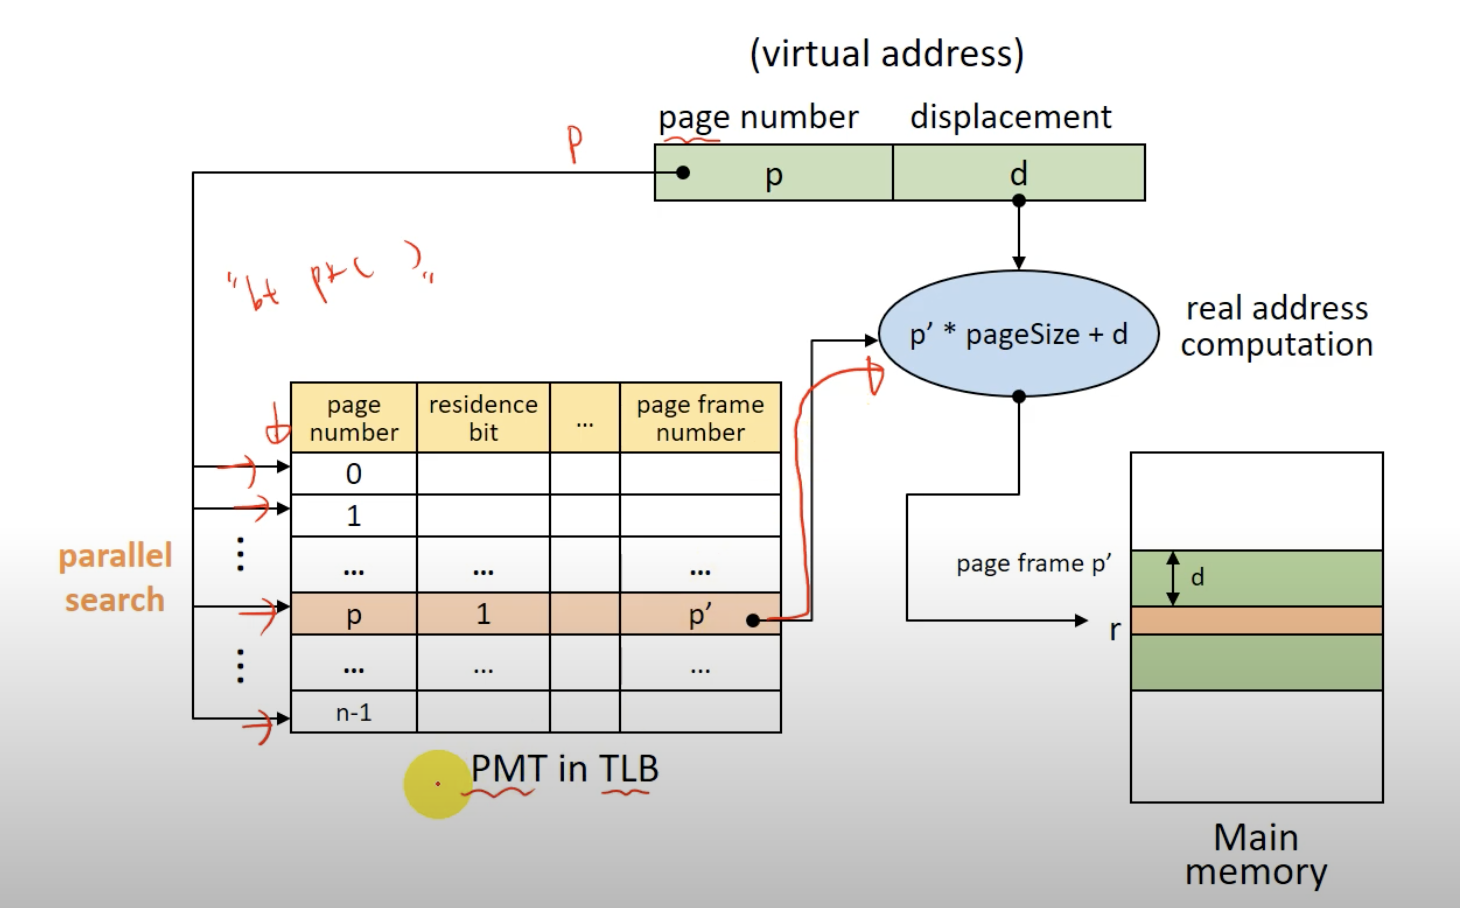 (virtual address)
page number displacement
P
p d
"bt p*( )"
p' * pageSize + d
real address
computation
page number residence bit ... page frame number
0
1
... ... ...
p 1 p'
... ... ...
n-1
parallel
search
page frame p'
d
r
PMT in TLB
Main
memory